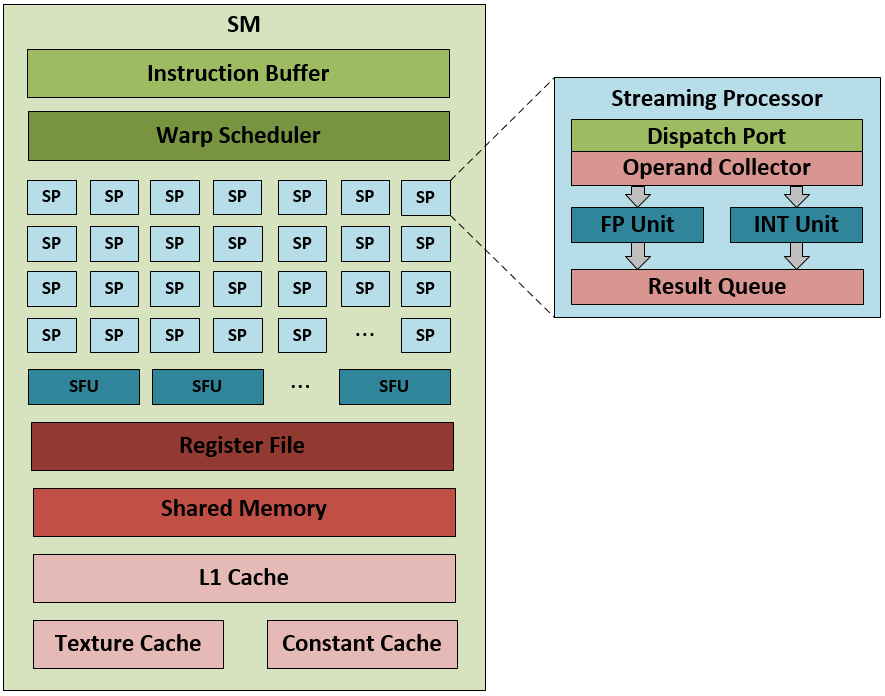 SM
Instruction Buffer
Warp Scheduler
SP SP SP SP SP SP SP
SP SP SP SP SP SP SP
SP SP SP SP SP SP SP
SP SP SP SP SP ... SP
SFU SFU ... SFU
Register File
Shared Memory
L1 Cache
Texture Cache Constant Cache
Streaming Processor
Dispatch Port
Operand Collector
FP Unit INT Unit
Result Queue